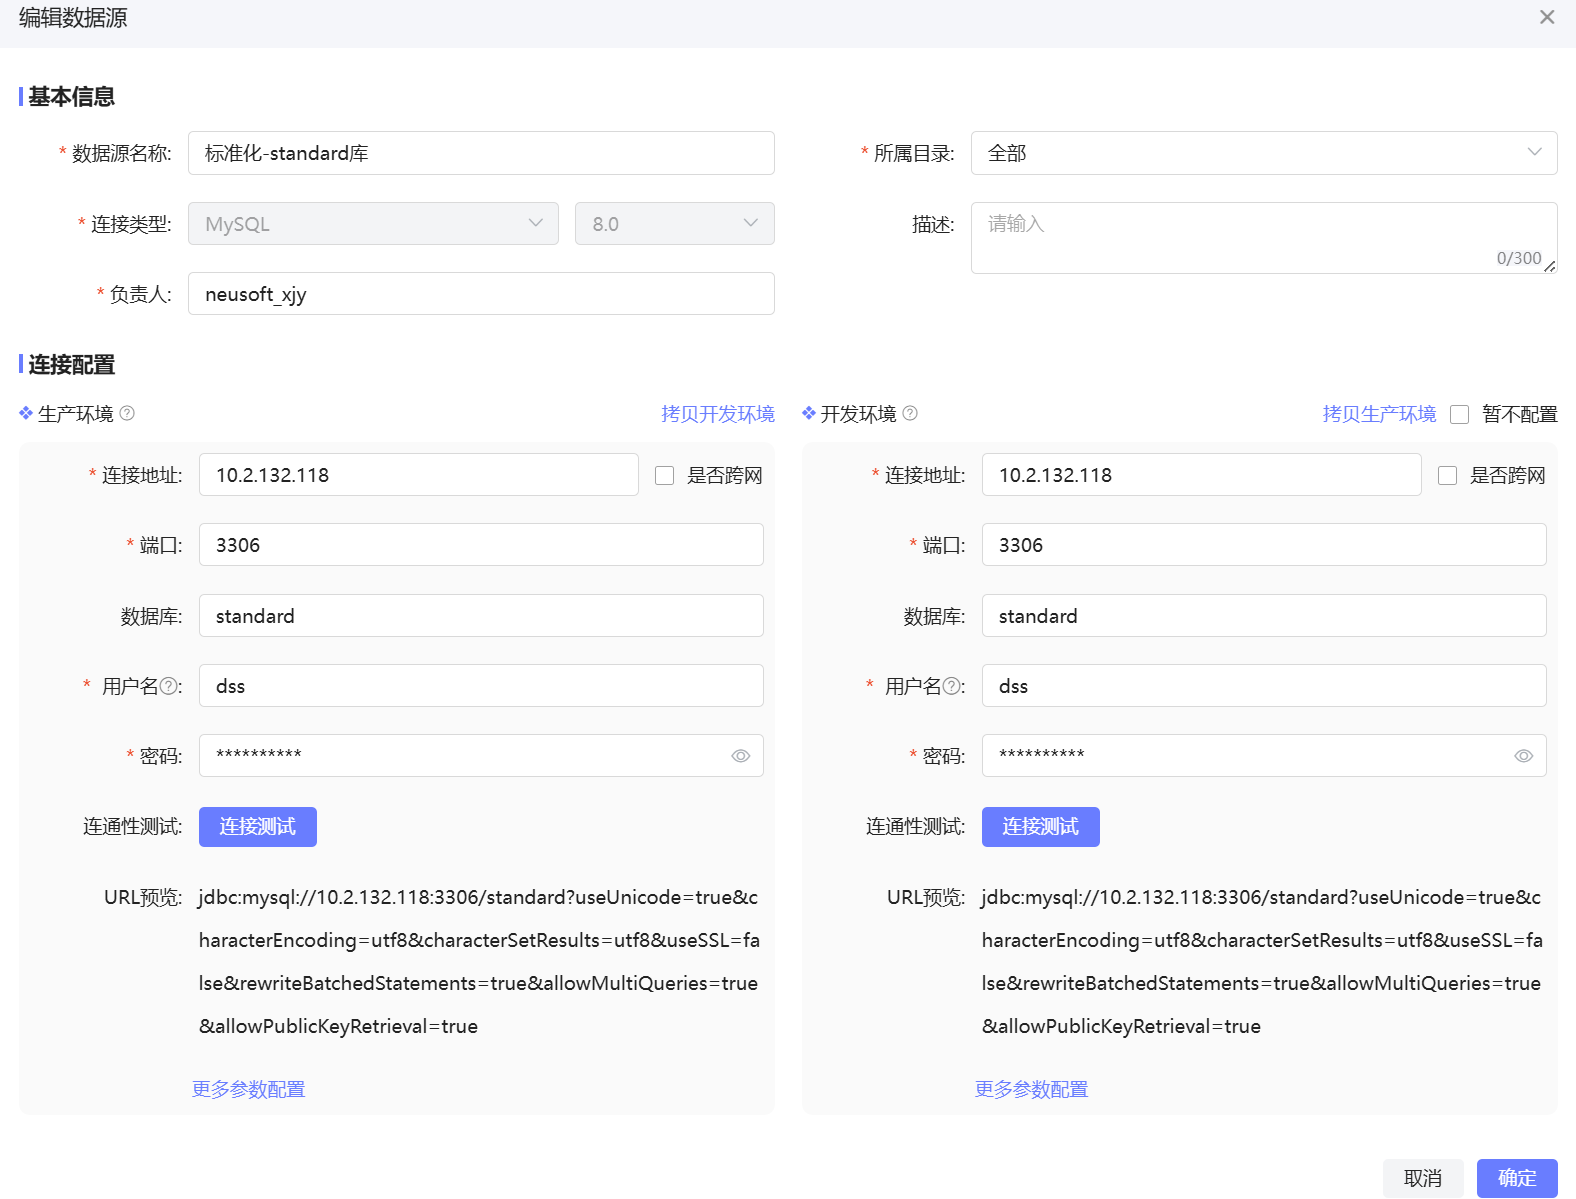 编辑数据源
基本信息
* 数据源名称: 标准化-standard库
* 所属目录: 全部
* 连接类型: MySQL 8.0
描述: 请输入
0/300
* 负责人: neusoft_xjy
连接配置
生产环境 拷贝开发环境
* 连接地址: 10.2.132.118 是否跨网
* 端口: 3306
数据库: standard
* 用户名: dss
* 密码: **********
连通性测试: 连接测试
URL预览: jdbc:mysql://10.2.132.118:3306/standard?useUnicode=true&c
haracterEncoding=utf8&characterSetResults=utf8&useSSL=fa
lse&rewriteBatchedStatements=true&allowMultiQueries=true
&allowPublicKeyRetrieval=true
更多参数配置
开发环境 拷贝生产环境 暂不配置
* 连接地址: 10.2.132.118 是否跨网
* 端口: 3306
数据库: standard
* 用户名: dss
* 密码: **********
连通性测试: 连接测试
URL预览: jdbc:mysql://10.2.132.118:3306/standard?useUnicode=true&c
haracterEncoding=utf8&characterSetResults=utf8&useSSL=fa
lse&rewriteBatchedStatements=true&allowMultiQueries=true
&allowPublicKeyRetrieval=true
更多参数配置
取消 确定